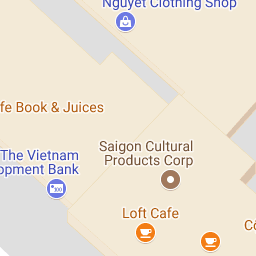 Nguyet Clothing Shop
fe Book & Juices
The Vietnam
opment Bank
Saigon Cultural
Products Corp
Loft Cafe